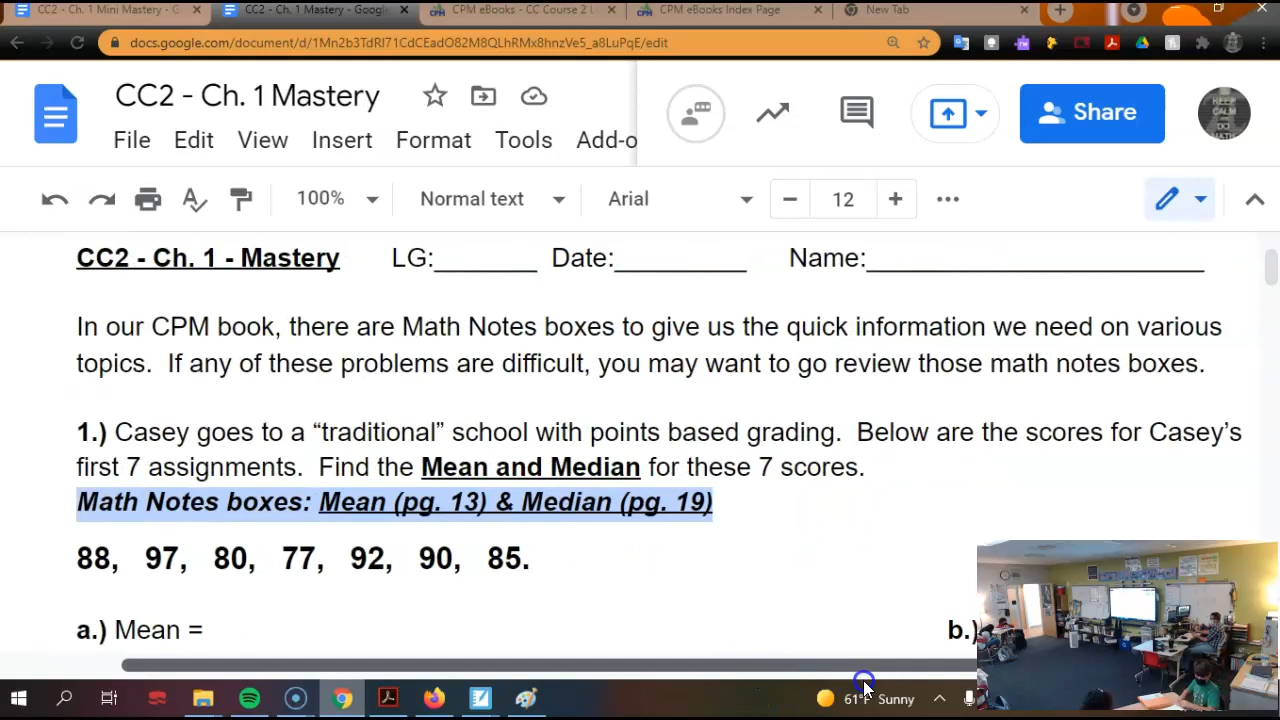 CC2 - Ch. 1 Mini Mastery - Goog
CC2 - Ch. 1 Mastery - Google
CPM eBooks - CC Course 2 L
CPM eBooks Index Page
New Tab
docs.google.com/document/d/1Mn2b3TdRl71CdCEadO82M8QLhRMx8hnzVe5_a8LuPqE/edit
CC2 - Ch. 1 Mastery
Share
File Edit View Insert Format Tools Add-o
100% Normal text Arial 12
CC2 - Ch. 1 - Mastery LG:_______ Date:_________ Name:_______________________
In our CPM book, there are Math Notes boxes to give us the quick information we need on various
topics. If any of these problems are difficult, you may want to go review those math notes boxes.
1.) Casey goes to a “traditional” school with points based grading. Below are the scores for Casey’s
first 7 assignments. Find the Mean and Median for these 7 scores.
Math Notes boxes: Mean (pg. 13) & Median (pg. 19)
88, 97, 80, 77, 92, 90, 85.
a.) Mean = b.)
61°F Sunny